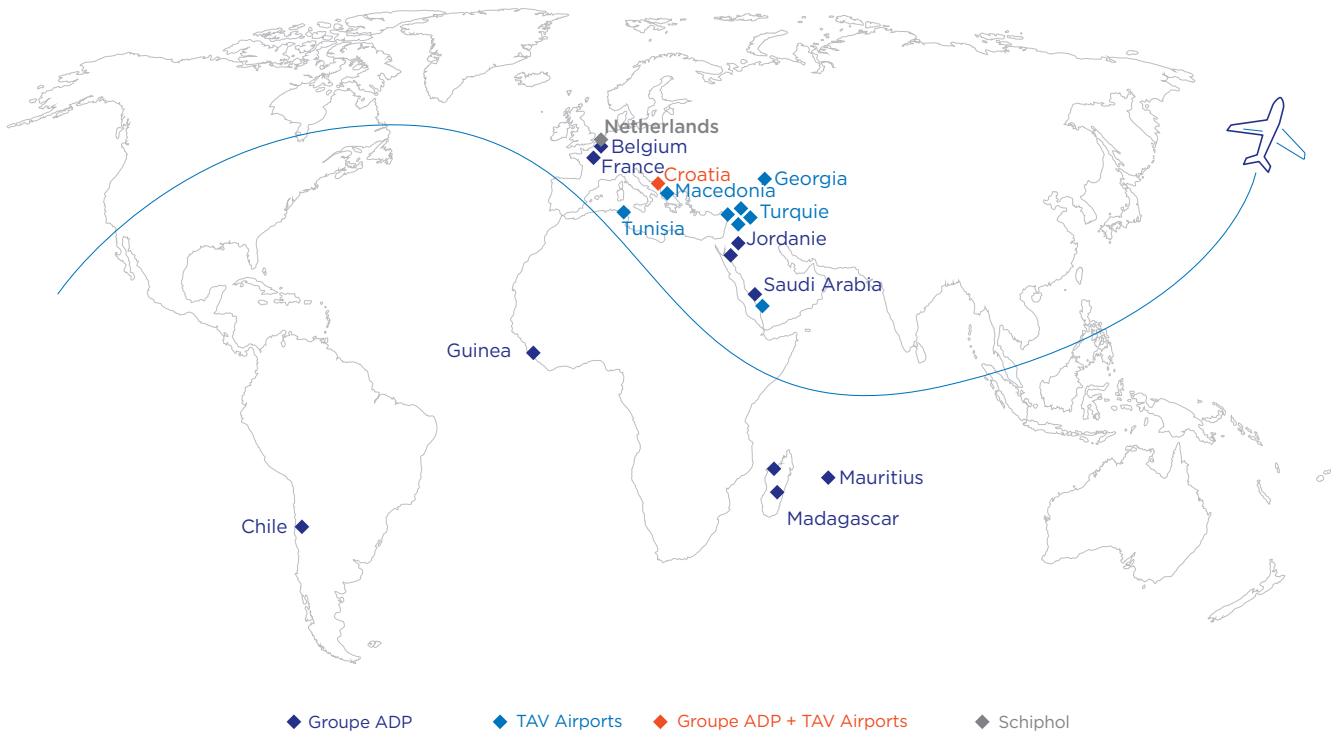 Netherlands
Belgium
France
Croatia
Georgia
Macedonia
Turquie
Tunisia
Jordanie
Saudi Arabia
Guinea
Mauritius
Madagascar
Chile
Groupe ADP
TAV Airports
Groupe ADP + TAV Airports
Schiphol